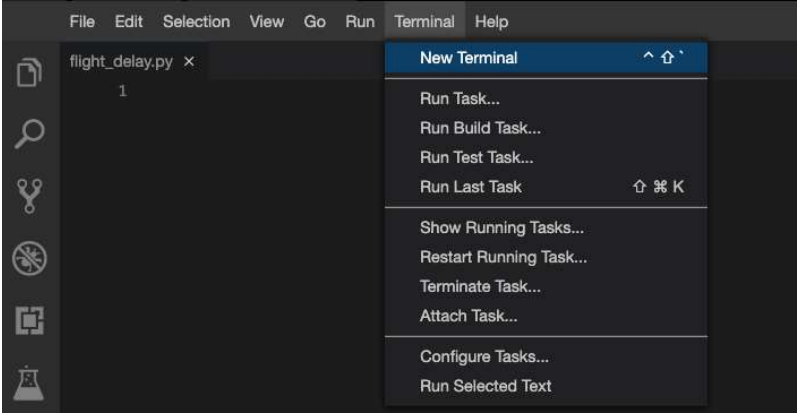 File Edit Selection View Go Run Terminal Help
flight_delay.py ×
1
New Terminal ^ ⇧ `
Run Task...
Run Build Task...
Run Test Task...
Run Last Task ⇧ ⌘ K
Show Running Tasks...
Restart Running Task...
Terminate Task...
Attach Task...
Configure Tasks...
Run Selected Text